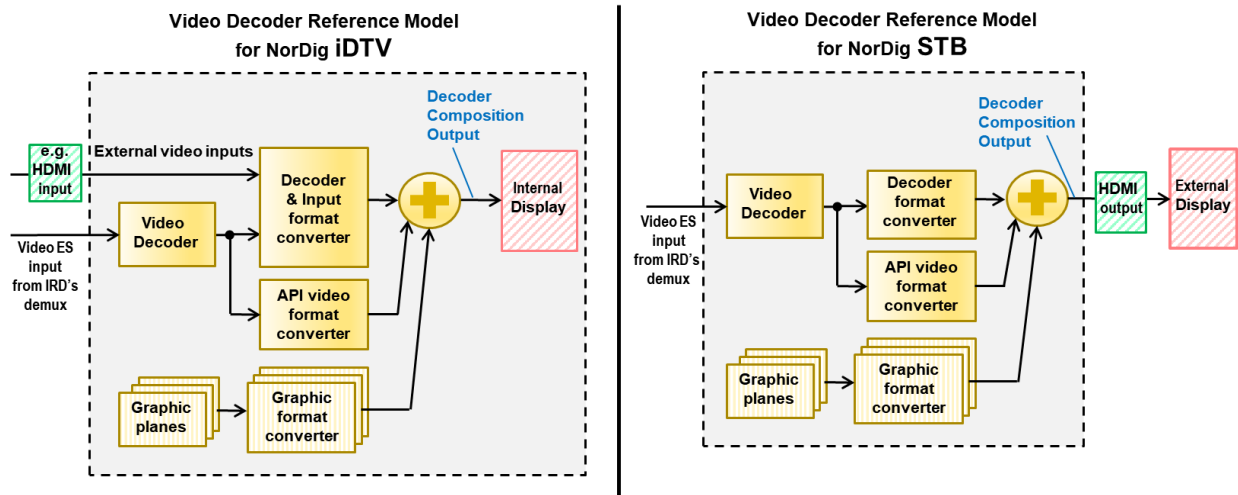 Video Decoder Reference Model
for NorDig iDTV
Decoder
Composition
Output
e.g.
HDMI
input
External video inputs
Decoder
& Input
format
converter
Internal
Display
Video
Decoder
Video ES
input
from IRD's
demux
API video
format
converter
Graphic
planes
Graphic
format
converter
Video Decoder Reference Model
for NorDig STB
Decoder
Composition
Output
Video
Decoder
Decoder
format
converter
HDMI
output
External
Display
Video ES
input
from IRD's
demux
API video
format
converter
Graphic
planes
Graphic
format
converter